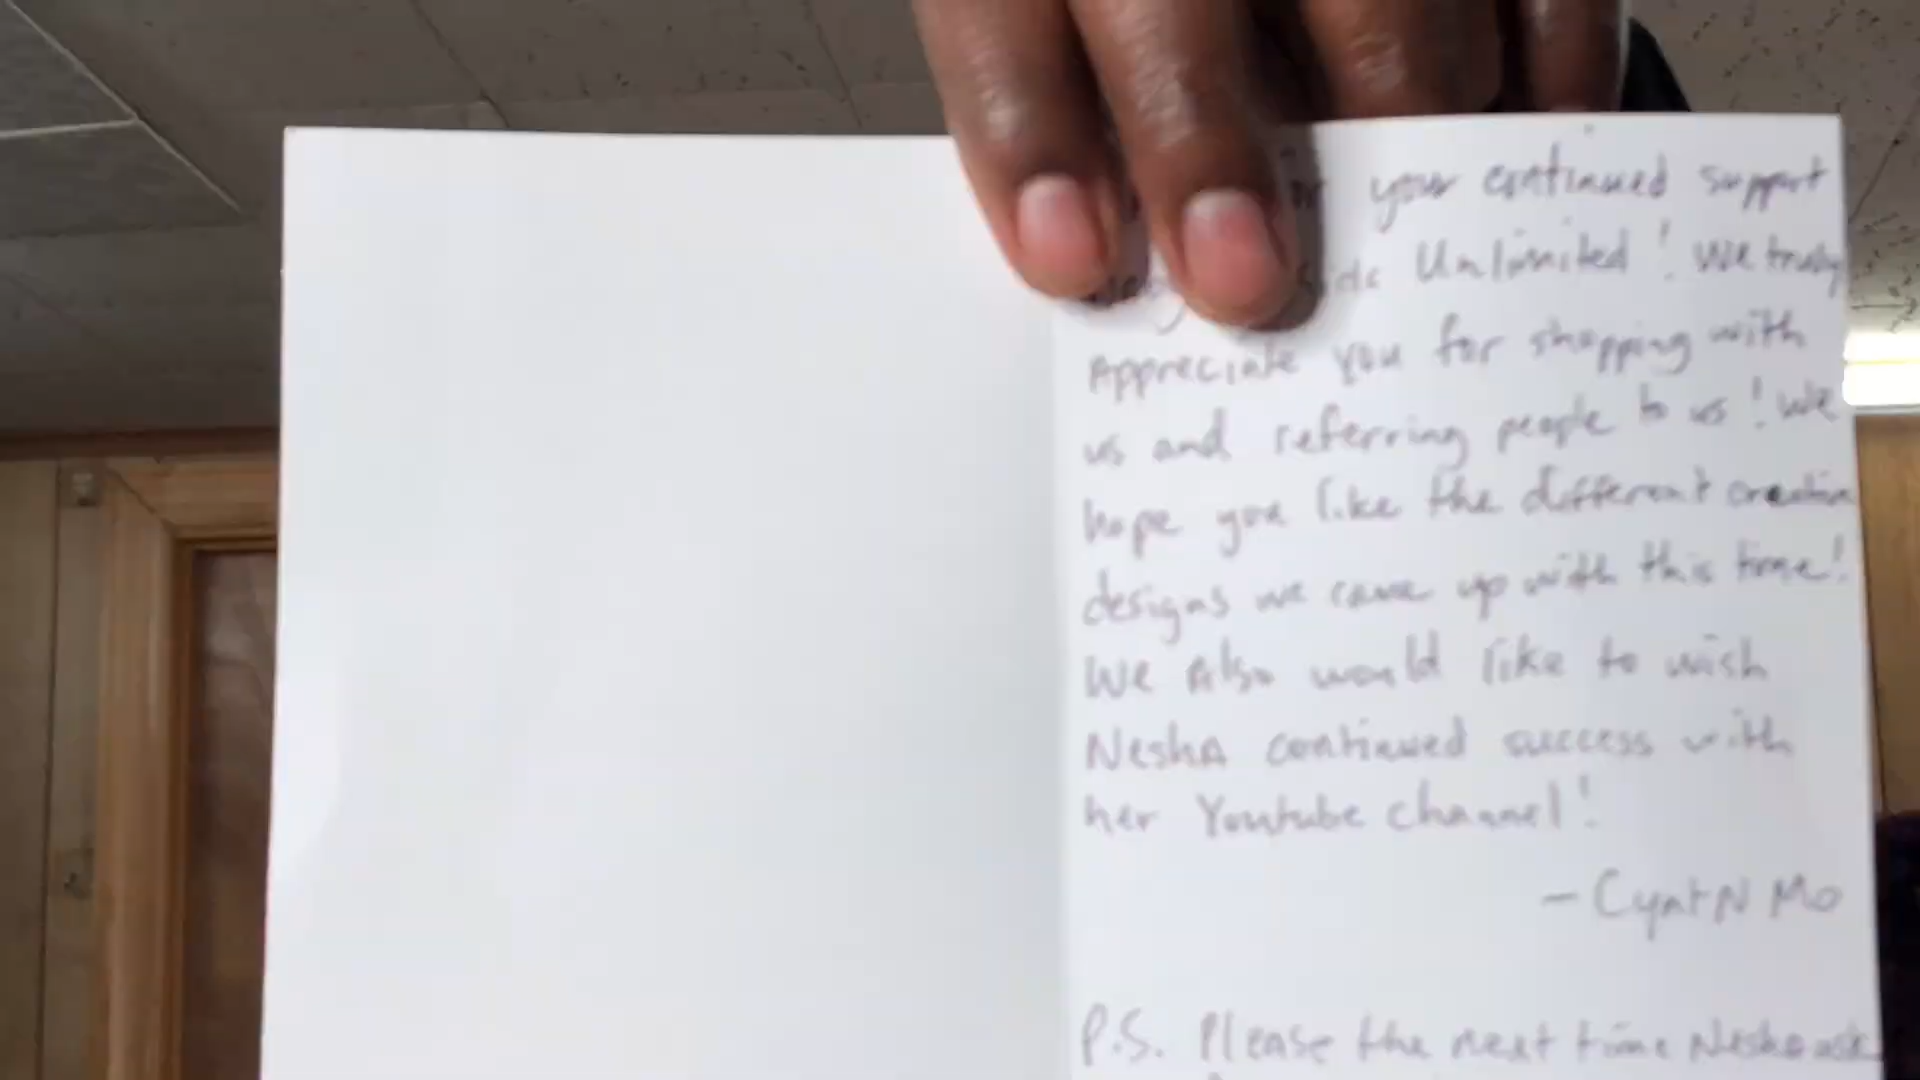 your continued support
Unlimited! We truly
Appreciate you for shopping with
us and referring people to us! We
hope you like the different creative
designs we came up with this time!
We Also would like to wish
NeshA continued success with
her Youtube channel!
- CyntN Mo
P.S. Please the next time Nesha ask